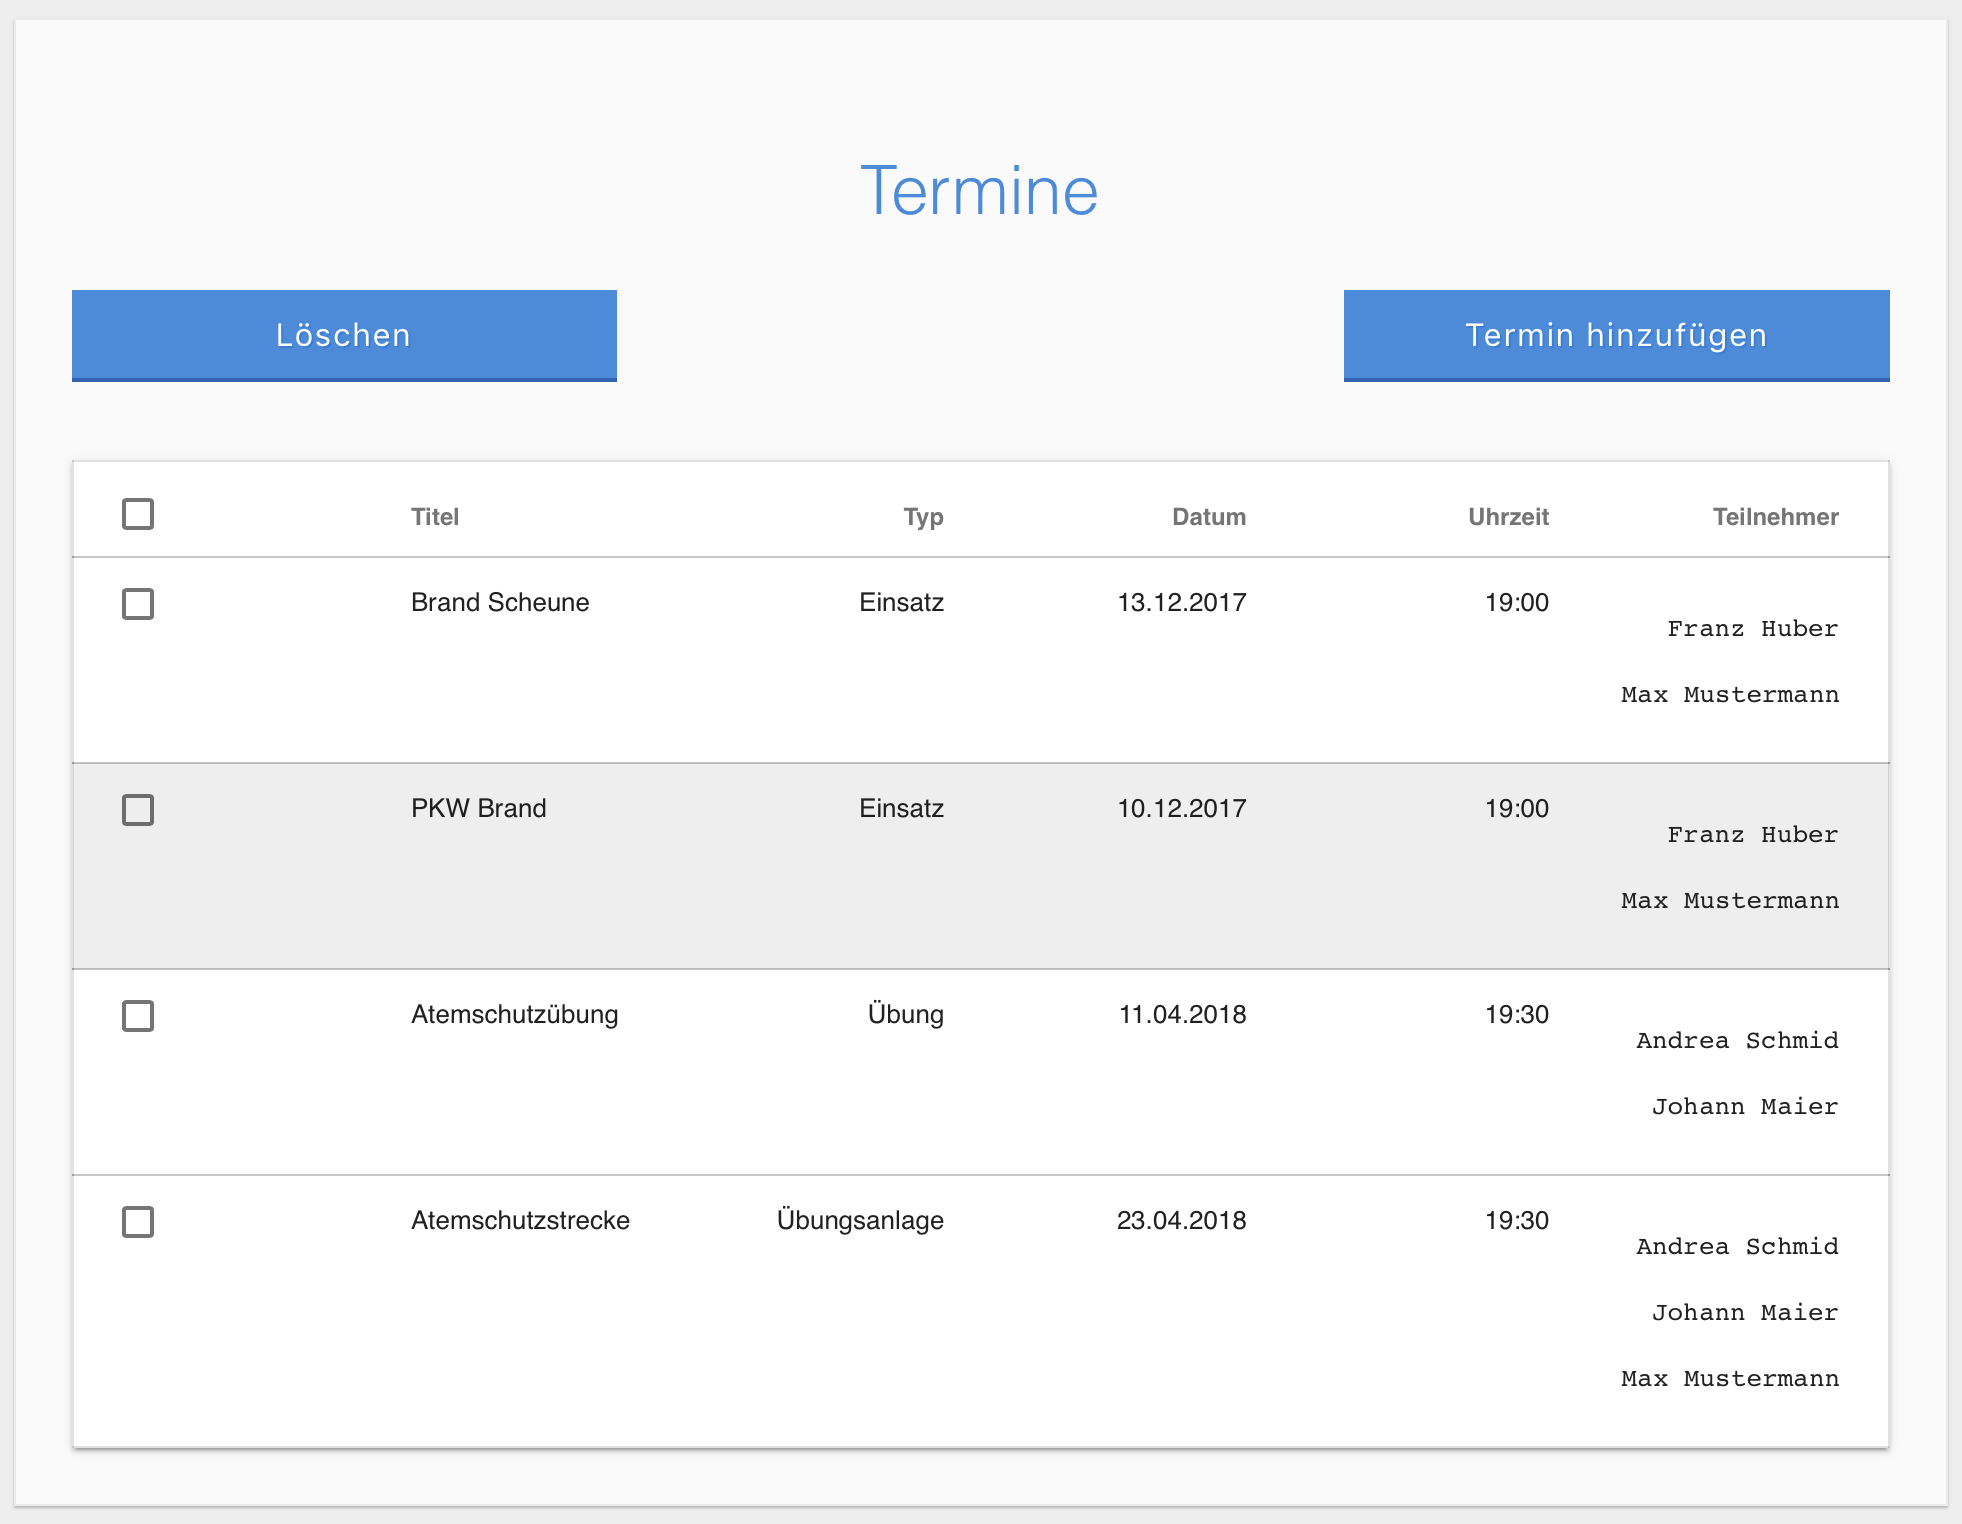 Termine
Löschen
Termin hinzufügen
Titel Typ Datum Uhrzeit Teilnehmer
Brand Scheune Einsatz 13.12.2017 19:00
Franz Huber
Max Mustermann
PKW Brand Einsatz 10.12.2017 19:00
Franz Huber
Max Mustermann
Atemschutzübung Übung 11.04.2018 19:30
Andrea Schmid
Johann Maier
Atemschutzstrecke Übungsanlage 23.04.2018 19:30
Andrea Schmid
Johann Maier
Max Mustermann